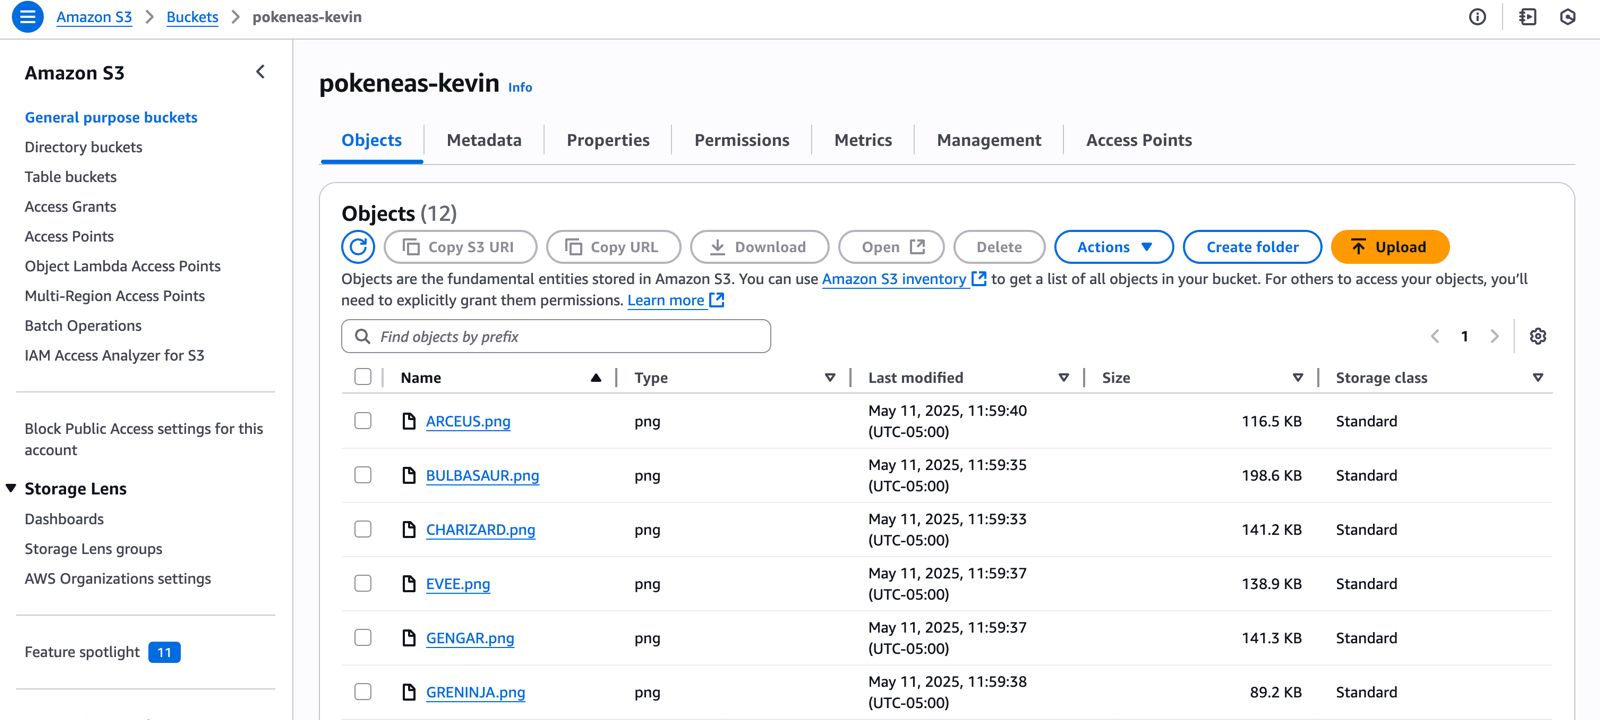 Amazon S3 > Buckets > pokeneas-kevin
Amazon S3
General purpose buckets
Directory buckets
Table buckets
Access Grants
Access Points
Object Lambda Access Points
Multi-Region Access Points
Batch Operations
IAM Access Analyzer for S3
Block Public Access settings for this
account
Storage Lens
Dashboards
Storage Lens groups
AWS Organizations settings
Feature spotlight 11
pokeneas-kevin Info
Objects Metadata Properties Permissions Metrics Management Access Points
Objects (12)
Copy S3 URI Copy URL Download Open Delete Actions Create folder Upload
Objects are the fundamental entities stored in Amazon S3. You can use Amazon S3 inventory to get a list of all objects in your bucket. For others to access your objects, you'll
need to explicitly grant them permissions. Learn more
Find objects by prefix
1
Name Type Last modified Size Storage class
ARCEUS.png png May 11, 2025, 11:59:40 116.5 KB Standard
(UTC-05:00)
BULBASAUR.png png May 11, 2025, 11:59:35 198.6 KB Standard
(UTC-05:00)
CHARIZARD.png png May 11, 2025, 11:59:33 141.2 KB Standard
(UTC-05:00)
EVEE.png png May 11, 2025, 11:59:37 138.9 KB Standard
(UTC-05:00)
GENGAR.png png May 11, 2025, 11:59:37 141.3 KB Standard
(UTC-05:00)
GRENINJA.png png May 11, 2025, 11:59:38 89.2 KB Standard
(UTC-05:00)